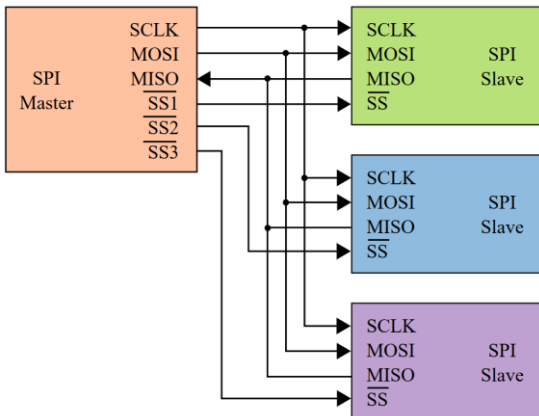 SPI
Master
SCLK
MOSI
MISO
SS1
SS2
SS3
SCLK
MOSI
MISO
SS
SPI
Slave
SCLK
MOSI
MISO
SS
SPI
Slave
SCLK
MOSI
MISO
SS
SPI
Slave